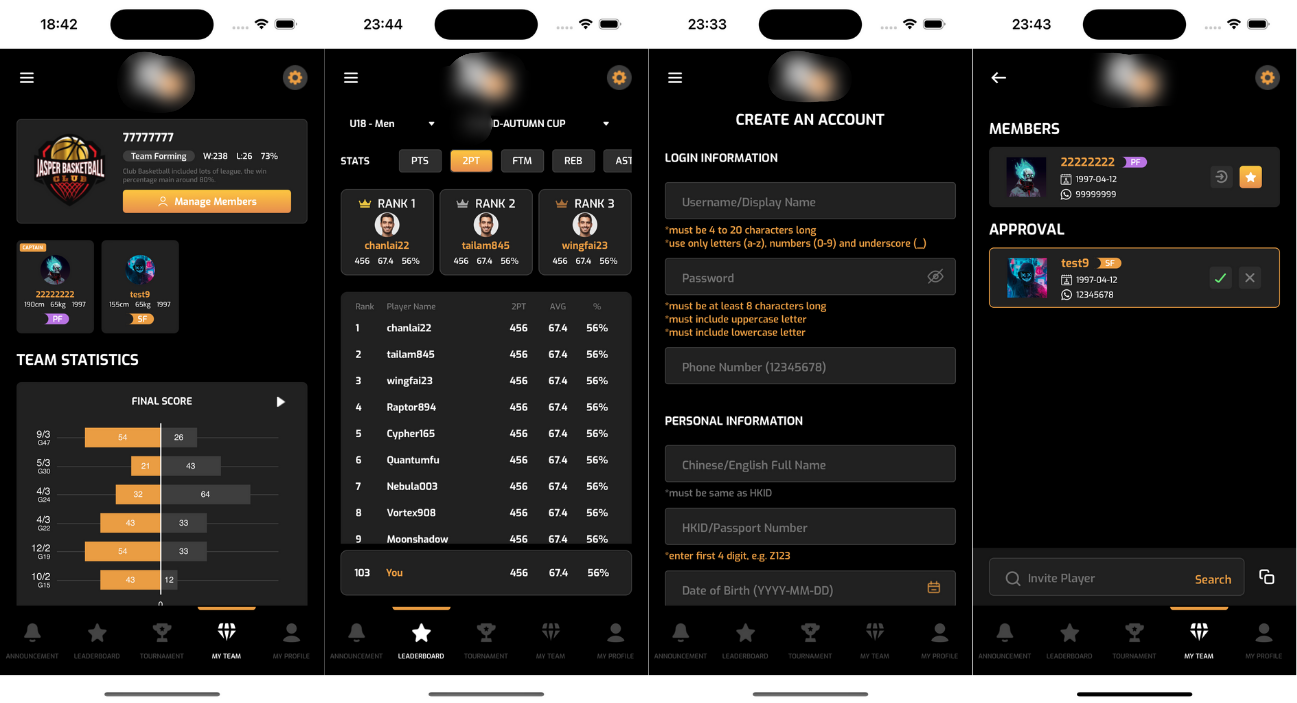 18:42
77777777
Team Forming W:238 L:26 73%
Club Basketball included lots of league, the win
percentage main around 80%.
Manage Members
JASPER BASKETBALL
CLUB
CAPTAIN
22222222
190cm 65kg 1997
PF
test9
155cm 65kg 1997
SF
TEAM STATISTICS
FINAL SCORE
9/3
G47
54 26
5/3
G30
21 43
4/3
G24
32 64
4/3
G22
43 33
12/2
G19
54 33
10/2
G15
43 12
0
ANNOUNCEMENT LEADERBOARD TOURNAMENT MY TEAM MY PROFILE
23:44
U18 - Men D-AUTUMN CUP
STATS PTS 2PT FTM REB AST
RANK 1
chanlai22
456 67.4 56%
RANK 2
tailam845
456 67.4 56%
RANK 3
wingfai23
456 67.4 56%
Rank Player Name 2PT AVG %
1 chanlai22 456 67.4 56%
2 tailam845 456 67.4 56%
3 wingfai23 456 67.4 56%
4 Raptor894 456 67.4 56%
5 Cypher165 456 67.4 56%
6 Quantumfu 456 67.4 56%
7 Nebula003 456 67.4 56%
8 Vortex908 456 67.4 56%
9 Moonshadow 456 67.4 56%
103 You 456 67.4 56%
ANNOUNCEMENT LEADERBOARD TOURNAMENT MY TEAM MY PROFILE
23:33
CREATE AN ACCOUNT
LOGIN INFORMATION
Username/Display Name
*must be 4 to 20 characters long
*use only letters (a-z), numbers (0-9) and underscore (_)
Password
*must be at least 8 characters long
*must include uppercase letter
*must include lowercase letter
Phone Number (12345678)
PERSONAL INFORMATION
Chinese/English Full Name
*must be same as HKID
HKID/Passport Number
*enter first 4 digit, e.g. Z123
Date of Birth (YYYY-MM-DD)
ANNOUNCEMENT LEADERBOARD TOURNAMENT MY TEAM MY PROFILE
23:43
MEMBERS
22222222 PF
1997-04-12
99999999
APPROVAL
test9 SF
1997-04-12
12345678
Invite Player Search
ANNOUNCEMENT LEADERBOARD TOURNAMENT MY TEAM MY PROFILE